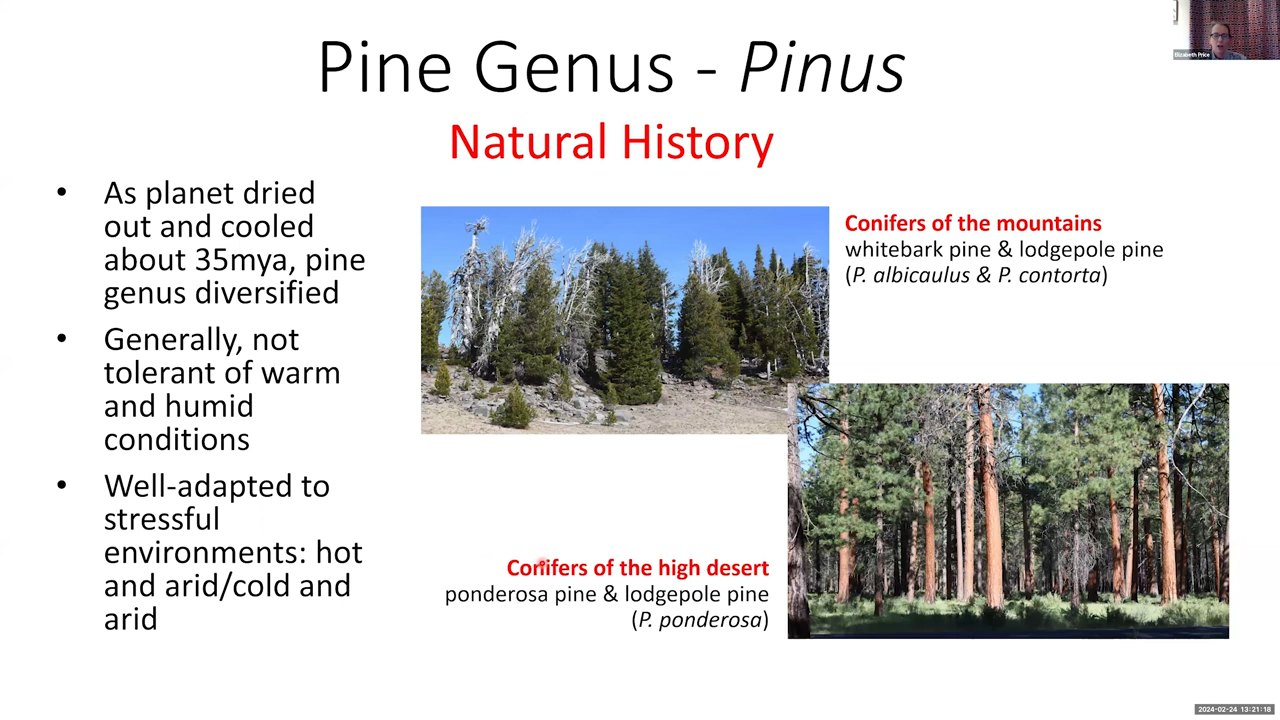 Pine Genus - Pinus
Natural History
• As planet dried
out and cooled
about 35mya, pine
genus diversified
• Generally, not
tolerant of warm
and humid
conditions
• Well-adapted to
stressful
environments: hot
and arid/cold and
arid
Conifers of the mountains
whitebark pine & lodgepole pine
(P. albicaulus & P. contorta)
Conifers of the high desert
ponderosa pine & lodgepole pine
(P. ponderosa)
Elizabeth Price
2024-02-24 13:21:18